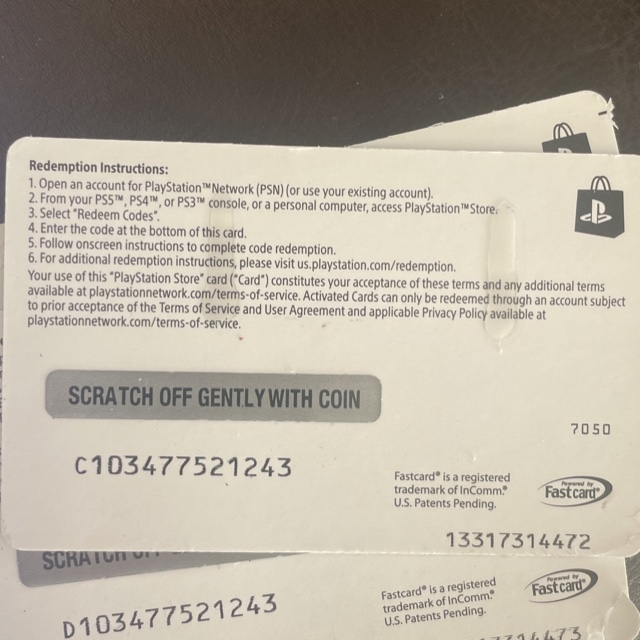 Redemption Instructions:
1. Open an account for PlayStation™Network (PSN) (or use your existing account).
2. From your PS5™, PS4™, or PS3™ console, or a personal computer, access PlayStation™Store.
3. Select "Redeem Codes".
4. Enter the code at the bottom of this card.
5. Follow onscreen instructions to complete code redemption.
6. For additional redemption instructions, please visit us.playstation.com/redemption.
Your use of this "PlayStation Store" card ("Card") constitutes your acceptance of these terms and any additional terms
available at playstationnetwork.com/terms-of-service. Activated Cards can only be redeemed through an account subject
to prior acceptance of the Terms of Service and User Agreement and applicable Privacy Policy available at
playstationnetwork.com/terms-of-service.
SCRATCH OFF GENTLY WITH COIN
7050
C103477521243
Fastcard® is a registered
trademark of InComm.®
U.S. Patents Pending.
Powered by
Fastcard®
13317314472
SCRATCH
D103477521243
Fastcard® is a registered
trademark of InComm.®
U.S. Patents Pending.
Powered by
Fastcard®